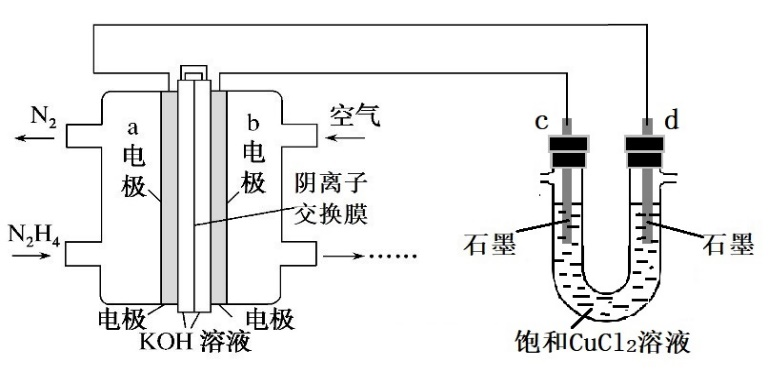 N₂
a
电
极
b
电
极
空气
阴离子
交换膜
N₂H₄
……
电极
KOH 溶液
电极
c
d
石墨
石墨
饱和CuCl₂溶液